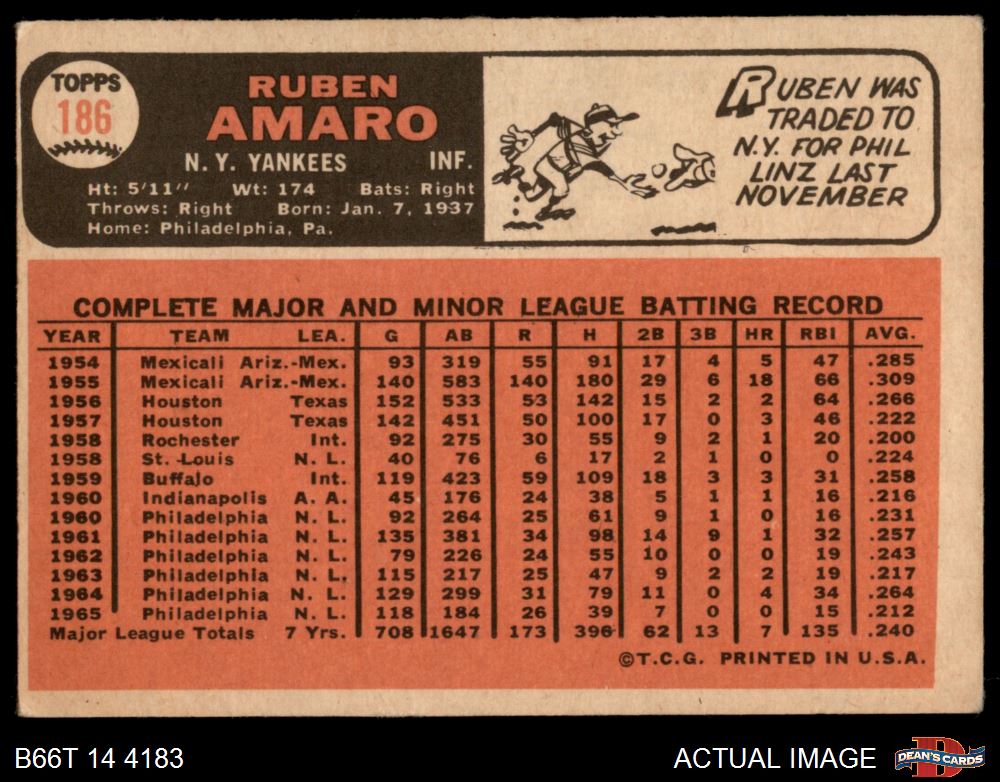 TOPPS
186
RUBEN
AMARO
N. Y. YANKEES INF.
Ht: 5'11" Wt: 174 Bats: Right
Throws: Right Born: Jan. 7, 1937
Home: Philadelphia, Pa.
RUBEN WAS
TRADED TO
N.Y. FOR PHIL
LINZ LAST
NOVEMBER
COMPLETE MAJOR AND MINOR LEAGUE BATTING RECORD
YEAR TEAM LEA. G AB R H 2B 3B HR RBI AVG.
1954 Mexicali Ariz.-Mex. 93 319 55 91 17 4 5 47 .285
1955 Mexicali Ariz.-Mex. 140 583 140 180 29 6 18 66 .309
1956 Houston Texas 152 533 53 142 15 2 2 64 .266
1957 Houston Texas 142 451 50 100 17 0 3 46 .222
1958 Rochester Int. 92 275 30 55 9 2 1 20 .200
1958 St. Louis N. L. 40 76 6 17 2 1 0 0 .224
1959 Buffalo Int. 119 423 59 109 18 3 3 31 .258
1960 Indianapolis A. A. 45 176 24 38 5 1 1 16 .216
1960 Philadelphia N. L. 92 264 25 61 9 1 0 16 .231
1961 Philadelphia N. L. 135 381 34 98 14 9 1 32 .257
1962 Philadelphia N. L. 79 226 24 55 10 0 0 19 .243
1963 Philadelphia N. L. 115 217 25 47 9 2 2 19 .217
1964 Philadelphia N. L. 129 299 31 79 11 0 4 34 .264
1965 Philadelphia N. L. 118 184 26 39 7 0 0 15 .212
Major League Totals 7 Yrs. 708 1647 173 396 62 13 7 135 .240
©T.C.G. PRINTED IN U.S.A.
B66T 14 4183
ACTUAL IMAGE
DEAN'S CARDS